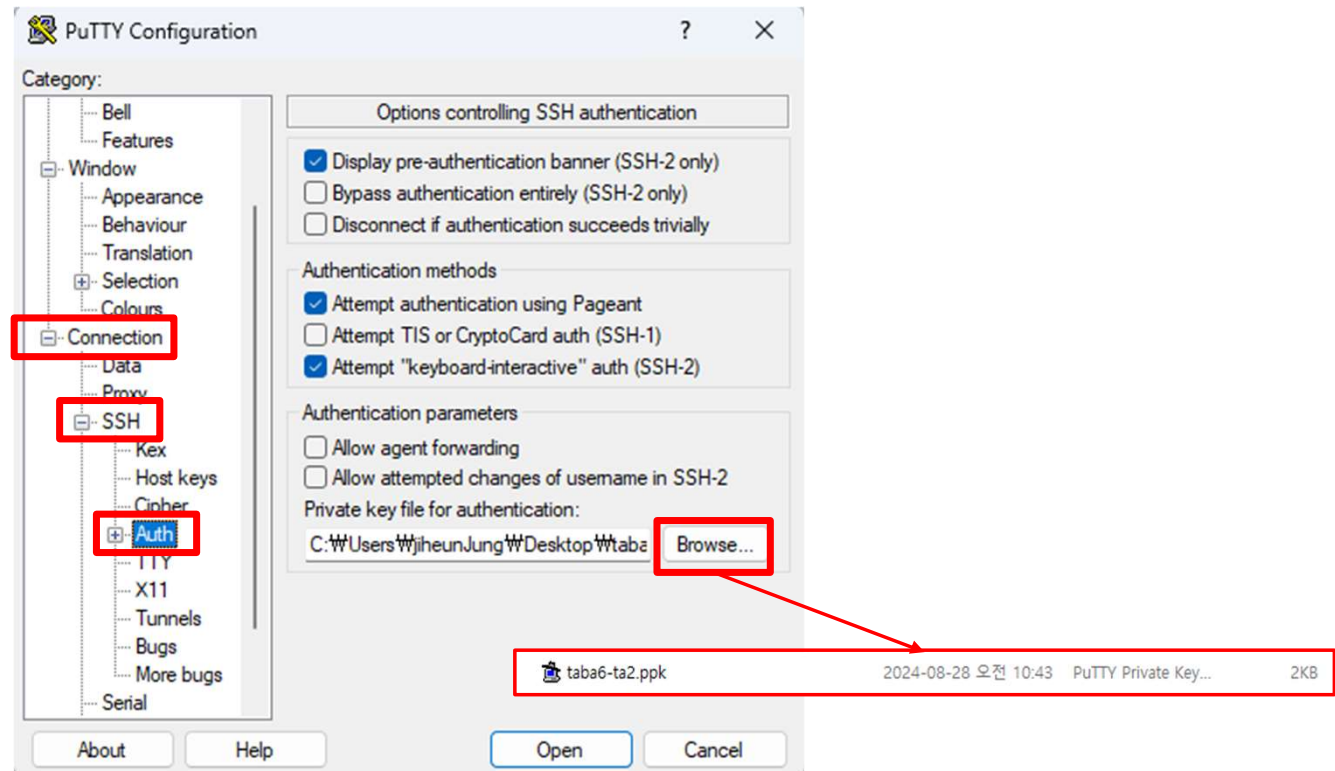 PuTTY Configuration
?
Category:
Bell
Features
Window
Appearance
Behaviour
Translation
Selection
Colours
Connection
Data
Proxy
SSH
Kex
Host keys
Cipher
Auth
TTY
X11
Tunnels
Bugs
More bugs
Serial
Options controlling SSH authentication
Display pre-authentication banner (SSH-2 only)
Bypass authentication entirely (SSH-2 only)
Disconnect if authentication succeeds trivially
Authentication methods
Attempt authentication using Pageant
Attempt TIS or CryptoCard auth (SSH-1)
Attempt "keyboard-interactive" auth (SSH-2)
Authentication parameters
Allow agent forwarding
Allow attempted changes of username in SSH-2
Private key file for authentication:
C:₩Users₩jiheunJung₩Desktop₩taba Browse...
taba6-ta2.ppk 2024-08-28 오전 10:43 PuTTY Private Key... 2KB
About Help Open Cancel